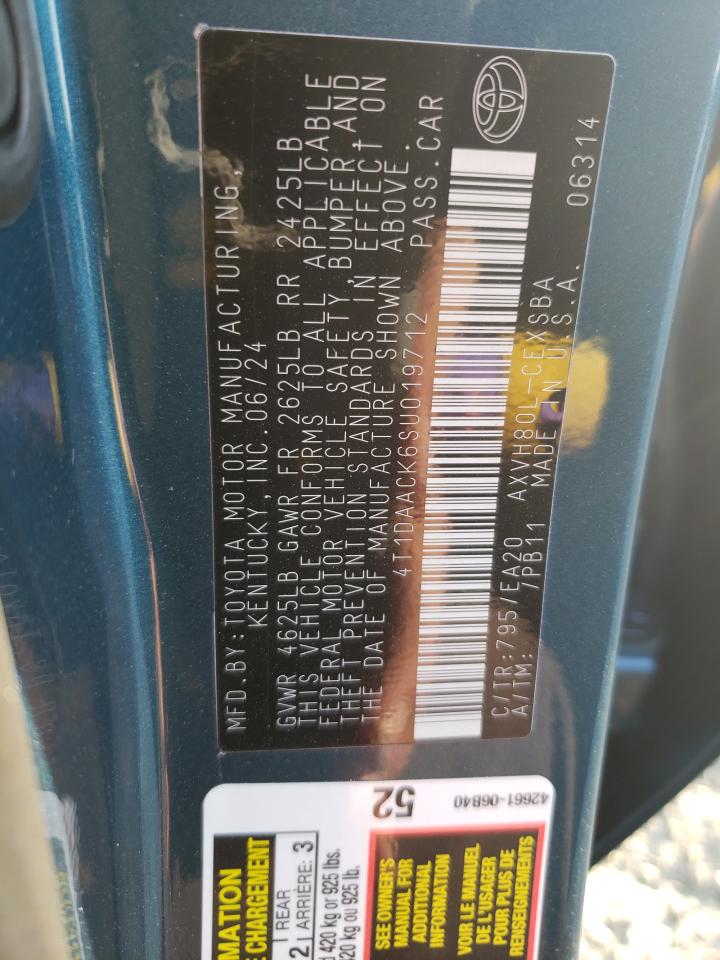 MFD.BY:TOYOTA MOTOR MANUFACTURING,
KENTUCKY,INC.06/24
GVWR 4625LB GAWR FR 2625LB RR 2425LB
THIS VEHICLE CONFORMS TO ALL APPLICABLE
FEDERAL MOTOR VEHICLE SAFETY, BUMPER, AND
THEFT PREVENTION STANDARDS IN EFFECT ON
THE DATE OF MANUFACTURE SHOWN ABOVE.
4T1DAACK6SU019712 PASS.CAR
C/TR:795/EA20 AXVH80L-CEXSBA
A/TM: /PB11 MADE IN U.S.A. 06314
52
42661-06B40
REAR 3
2 ARRIÈRE: 3
420 kg or 925 lbs.
420 kg ou 925 lb.
CHARGEMENT
SEE OWNER'S
MANUAL FOR
ADDITIONAL
INFORMATION
VOIR LE MANUEL
DE L'USAGER
POUR PLUS DE
RENSEIGNEMENTS